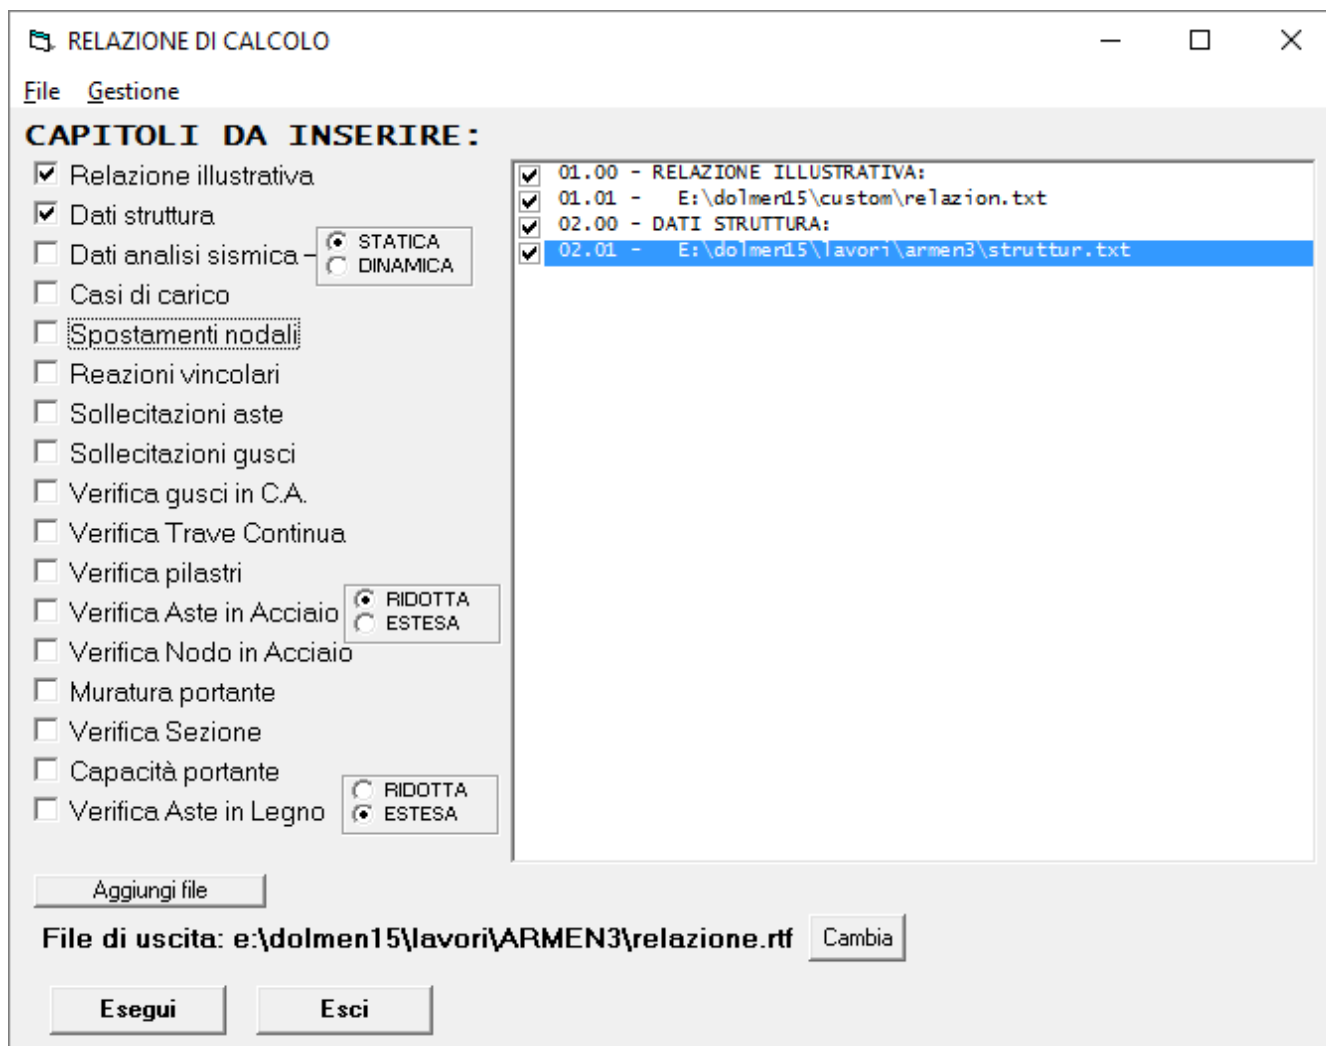 RELAZIONE DI CALCOLO
File Gestione
CAPITOLI DA INSERIRE:
Relazione illustrativa
Dati struttura
Dati analisi sismica
STATICA
DINAMICA
Casi di carico
Spostamenti nodali
Reazioni vincolari
Sollecitazioni aste
Sollecitazioni gusci
Verifica gusci in C.A.
Verifica Trave Continua
Verifica pilastri
Verifica Aste in Acciaio
RIDOTTA
ESTESA
Verifica Nodo in Acciaio
Muratura portante
Verifica Sezione
Capacità portante
Verifica Aste in Legno
RIDOTTA
ESTESA
01.00 - RELAZIONE ILLUSTRATIVA:
01.01 - E:\dolmen15\custom\relazion.txt
02.00 - DATI STRUTTURA:
02.01 - E:\dolmen15\lavori\armen3\struttur.txt
Aggiungi file
File di uscita: e:\dolmen15\lavori\ARMEN3\relazione.rtf
Cambia
Esegui
Esci